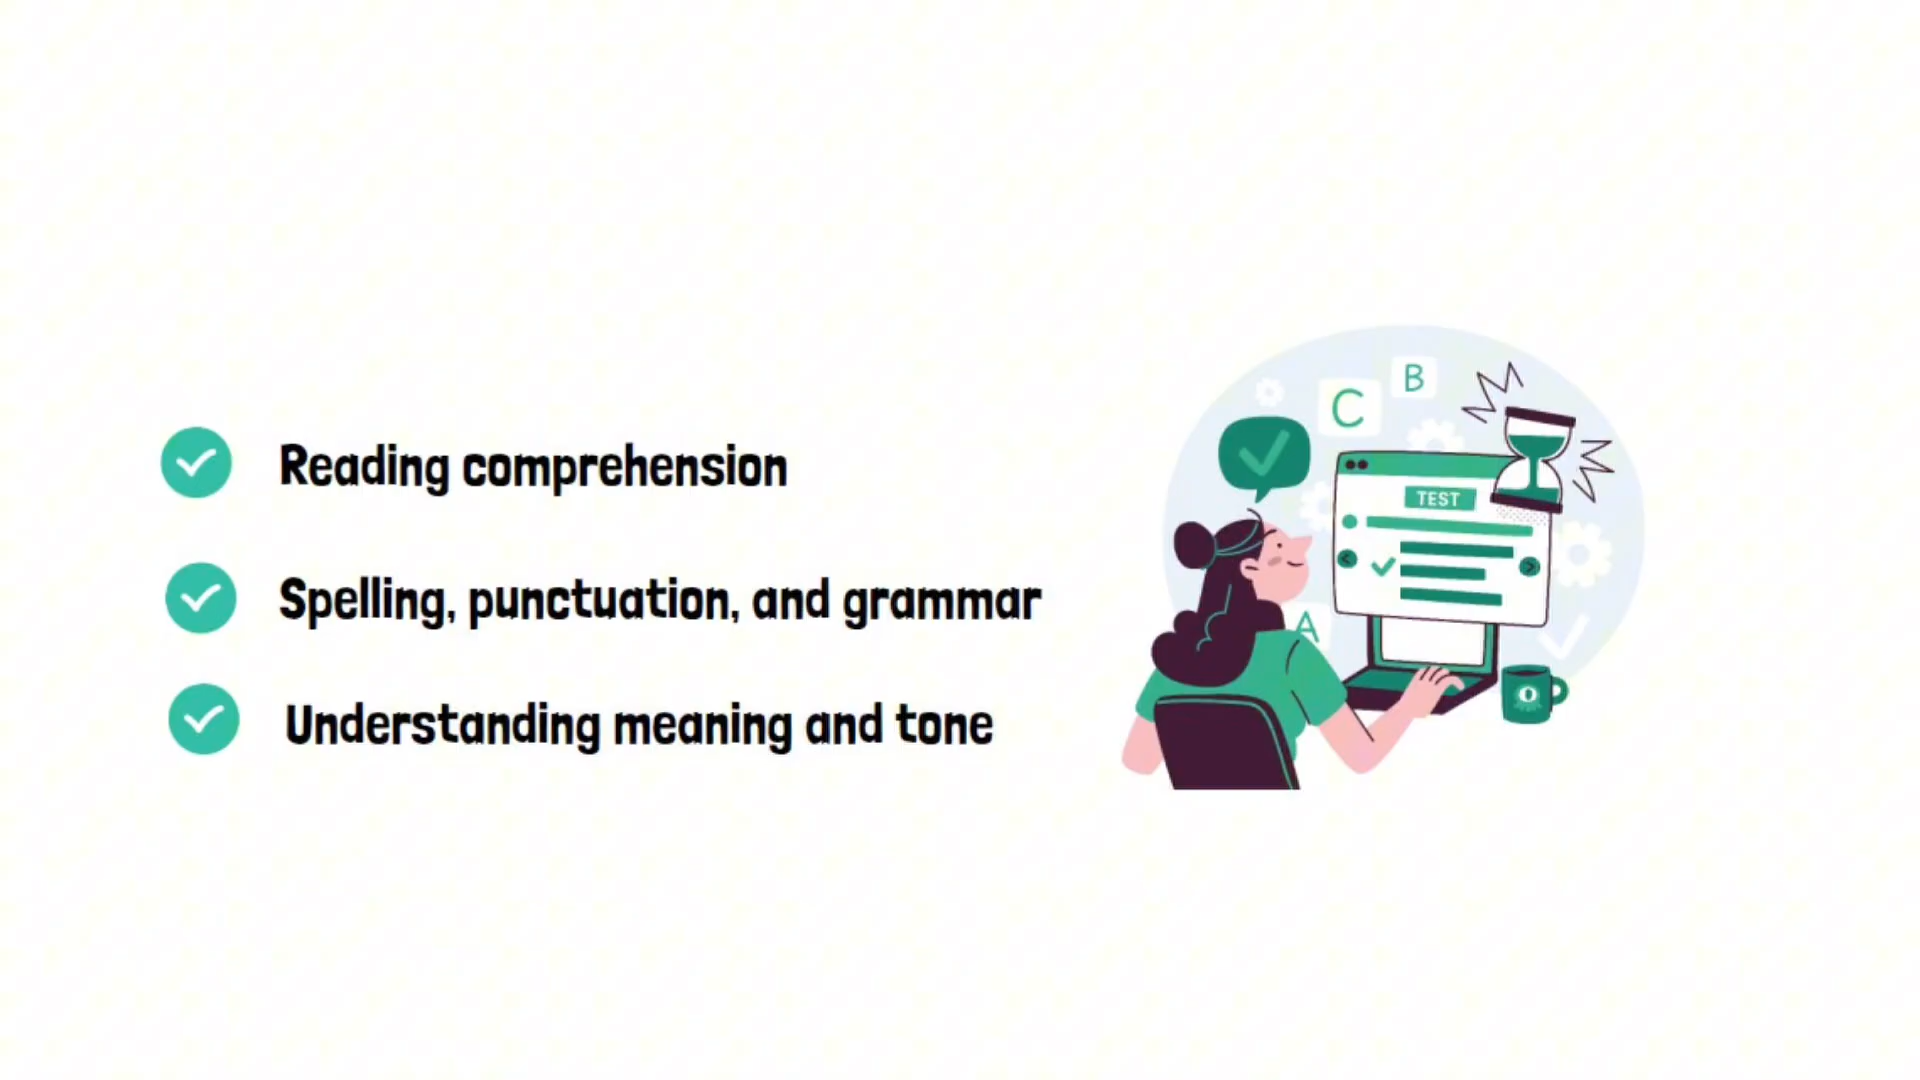 Reading comprehension
Spelling, punctuation, and grammar
Understanding meaning and tone
C
B
TEST
A